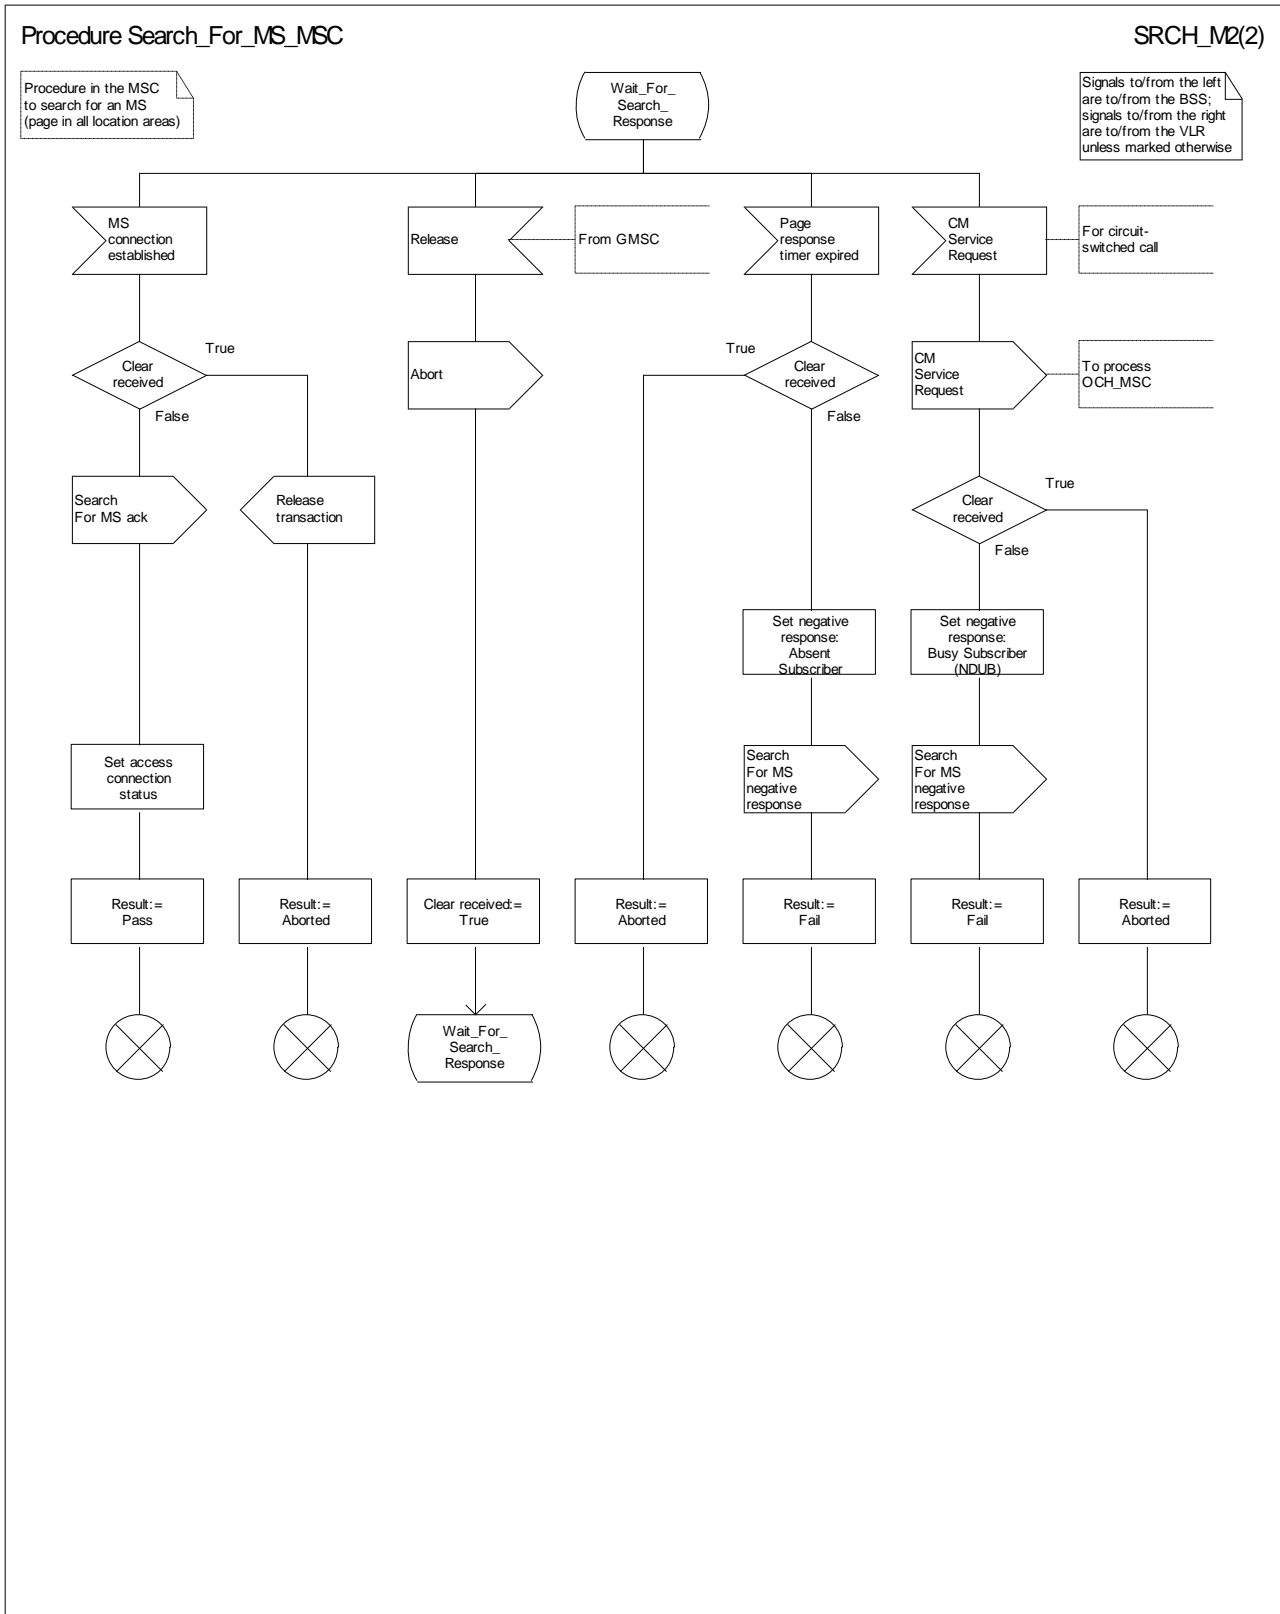 Procedure Search_For_MS_MSC
SRCH_M2(2)
Procedure in the MSC
to search for an MS
(page in all location areas)
Wait_For_
Search_
Response
Signals to/from the left
are to/from the BSS;
signals to/from the right
are to/from the VLR
unless marked otherwise
MS
connection
established
Release
From GMSC
Page
response
timer expired
CM
Service
Request
For circuit-
switched call
Clear
received
True
False
Abort
True
Clear
received
False
CM
Service
Request
To process
OCH_MSC
Search
For MS ack
Release
transaction
Clear
received
True
False
Set negative
response:
Absent
Subscriber
Set negative
response:
Busy Subscriber
(NDUB)
Set access
connection
status
Search
For MS
negative
response
Search
For MS
negative
response
Result:=
Pass
Result:=
Aborted
Clear received:=
True
Result:=
Aborted
Result:=
Fail
Result:=
Fail
Result:=
Aborted
Wait_For_
Search_
Response